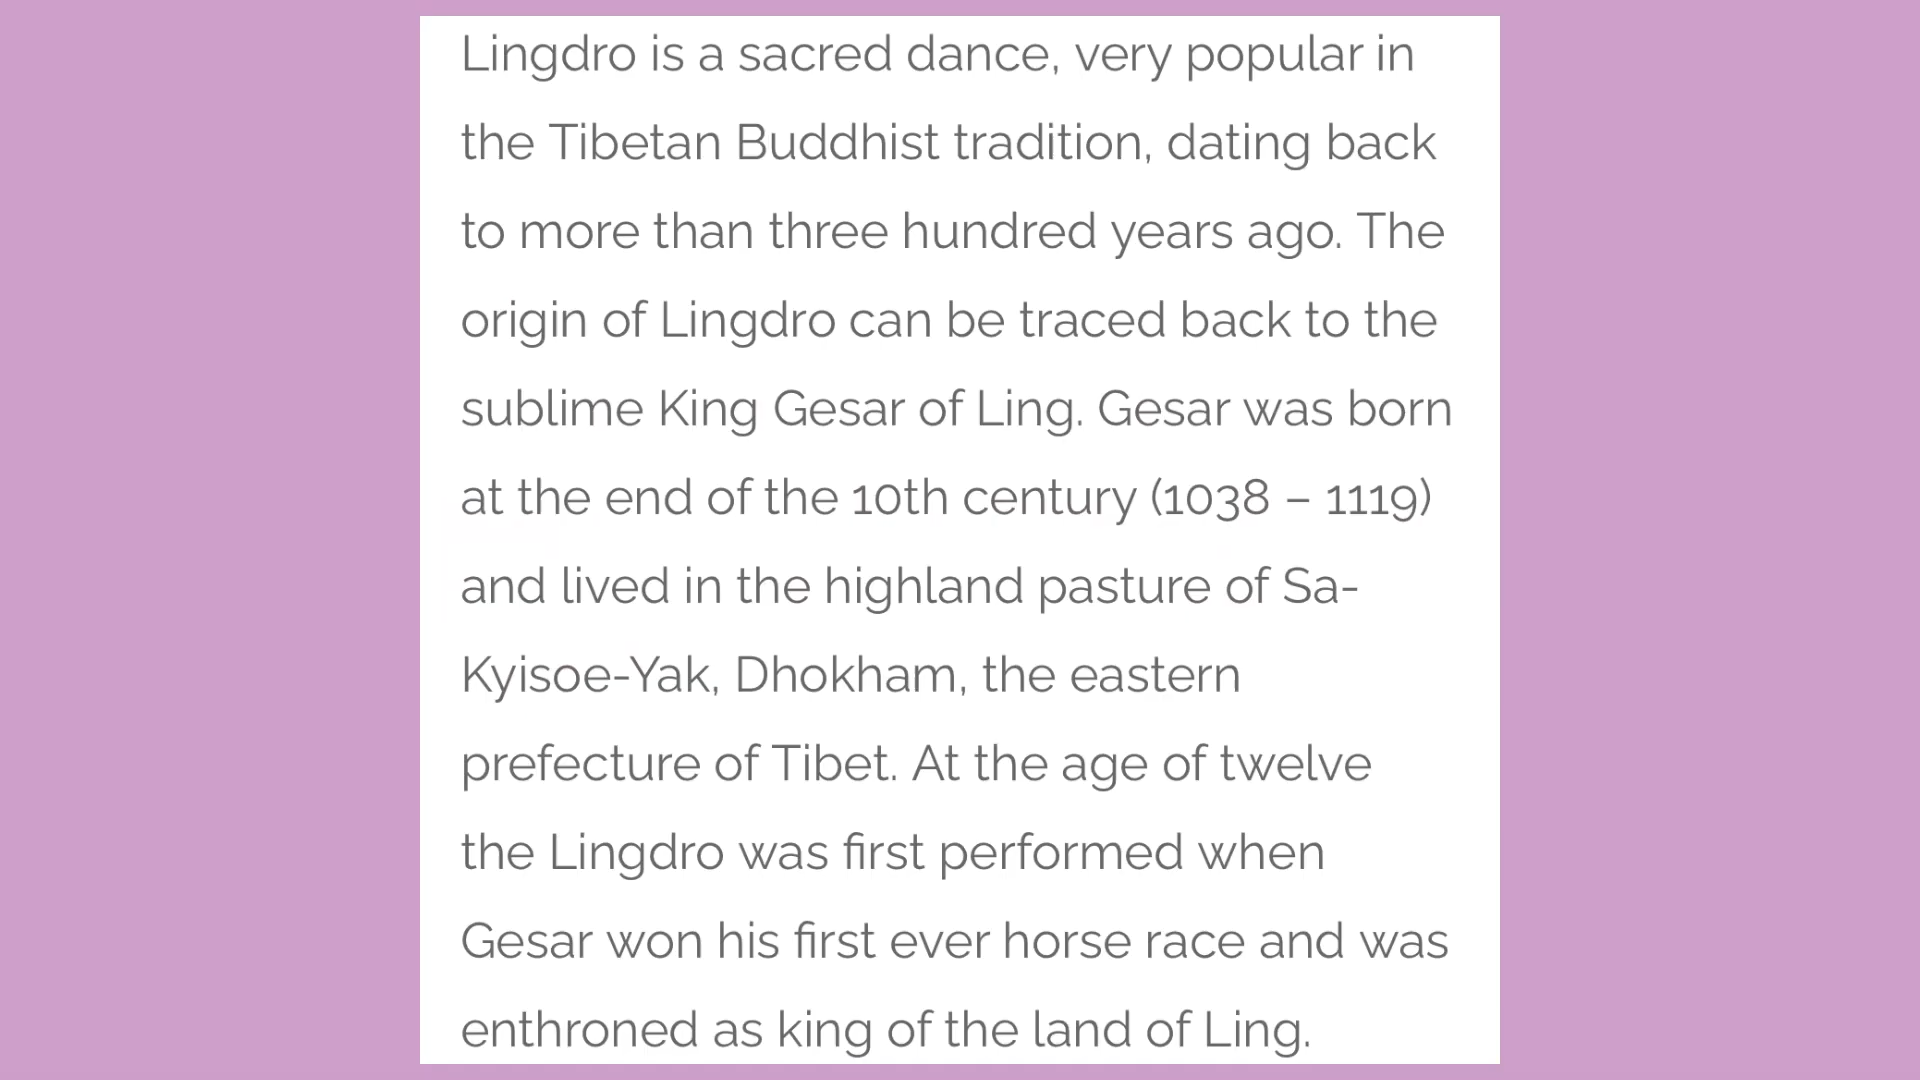 Lingdro is a sacred dance, very popular in
the Tibetan Buddhist tradition, dating back
to more than three hundred years ago. The
origin of Lingdro can be traced back to the
sublime King Gesar of Ling. Gesar was born
at the end of the 10th century (1038 – 1119)
and lived in the highland pasture of Sa-
Kyisoe-Yak, Dhokham, the eastern
prefecture of Tibet. At the age of twelve
the Lingdro was first performed when
Gesar won his first ever horse race and was
enthroned as king of the land of Ling.